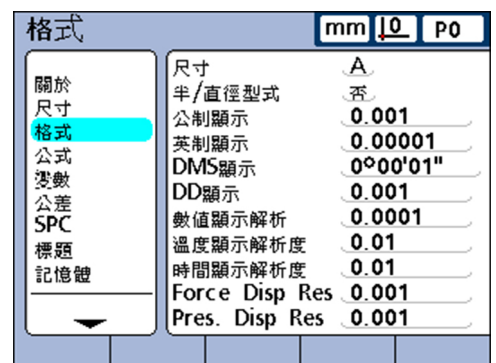 格式 mm 0 P0
關於
尺寸
格式
公式
變數
公差
SPC
標題
記憶體
尺寸 A
半/直徑型式 否
公制顯示 0.001
英制顯示 0.00001
DMS顯示 0°00'01"
DD顯示 0.001
數值顯示解析 0.0001
溫度顯示解析度 0.01
時間顯示解析度 0.01
Force Disp Res 0.001
Pres. Disp Res 0.001